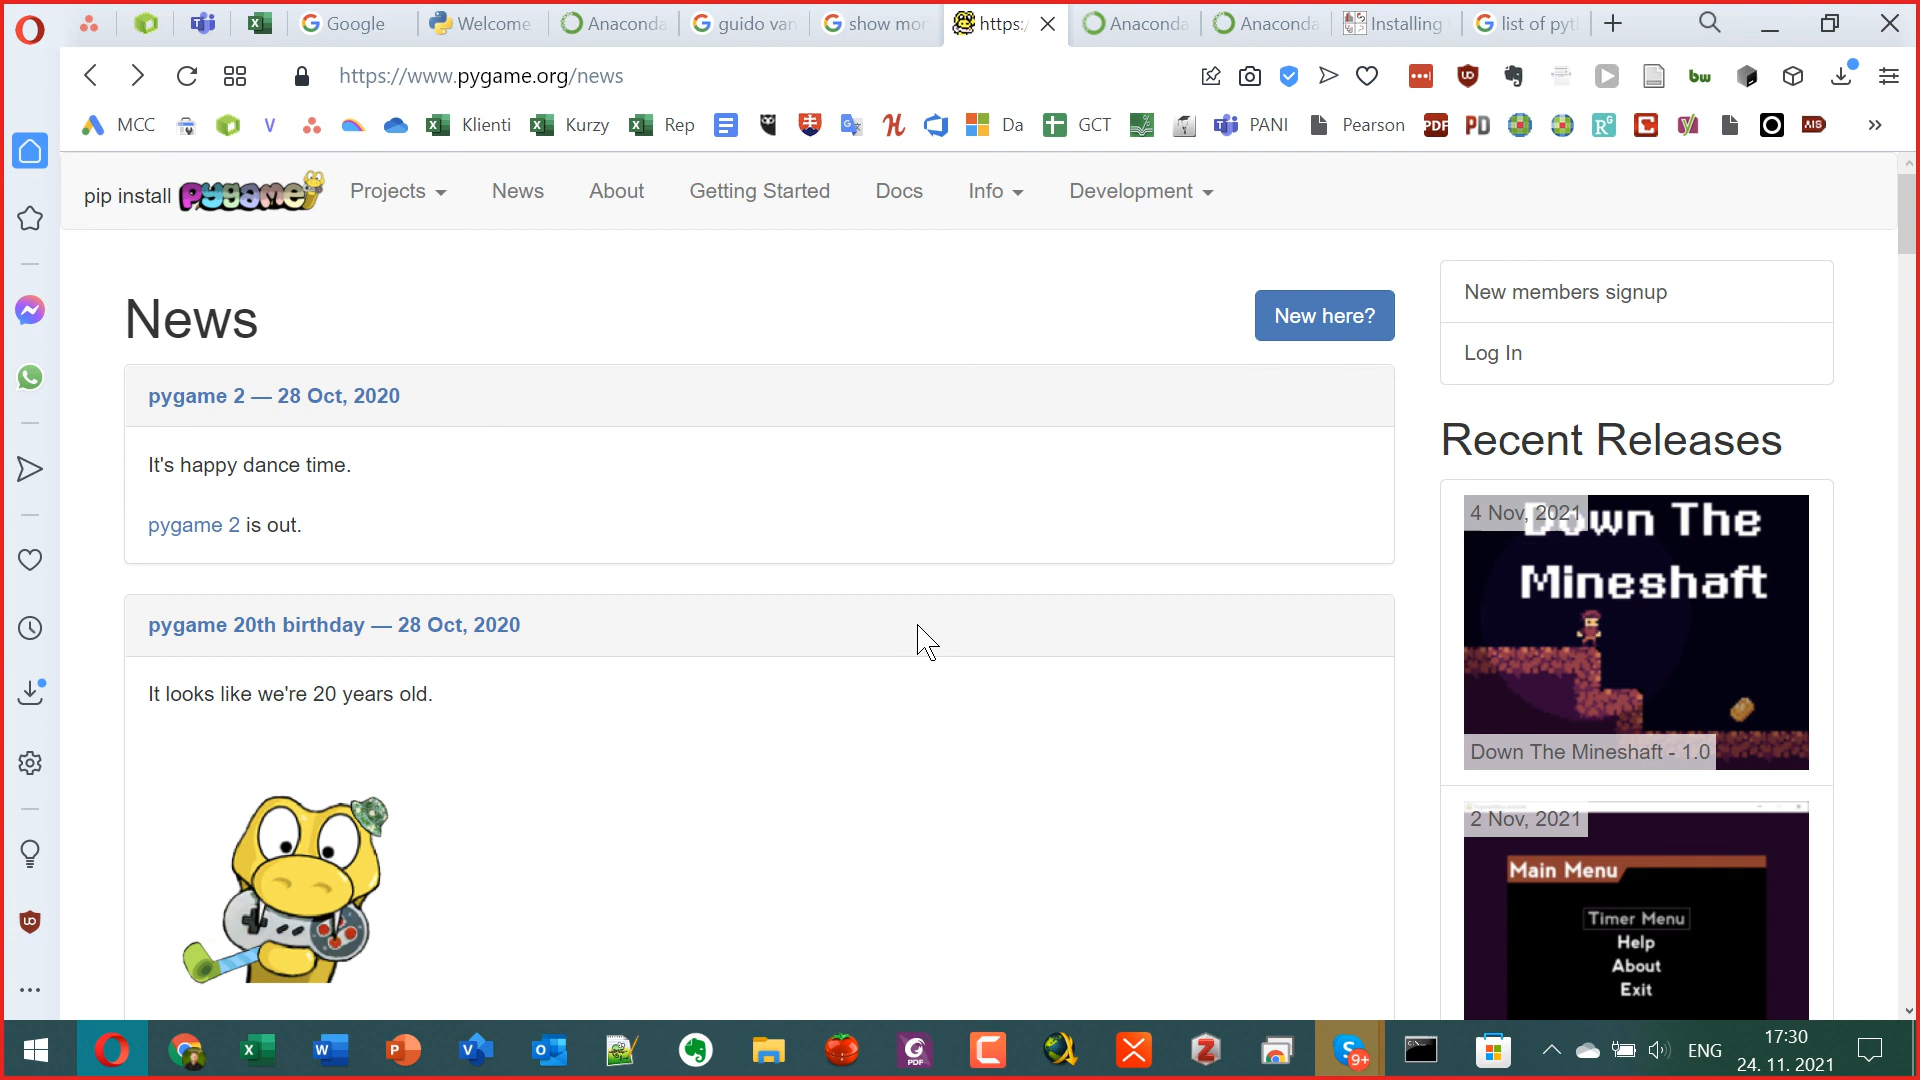 Google
Welcome
Anaconda
guido van
show mor
https:/
Anaconda
Anaconda
Installing
list of pyt
https://www.pygame.org/news
MCC
Klienti
Kurzy
Rep
Da
GCT
PANI
Pearson
pip install pygame
Projects
News
About
Getting Started
Docs
Info
Development
News
New here?
pygame 2 — 28 Oct, 2020
It's happy dance time.
pygame 2 is out.
pygame 20th birthday — 28 Oct, 2020
It looks like we're 20 years old.
New members signup
Log In
Recent Releases
4 Nov, 2021
Down The
Mineshaft
Down The Mineshaft - 1.0
2 Nov, 2021
Main Menu
Timer Menu
Help
About
Exit
9+
ENG
17:30
24. 11. 2021